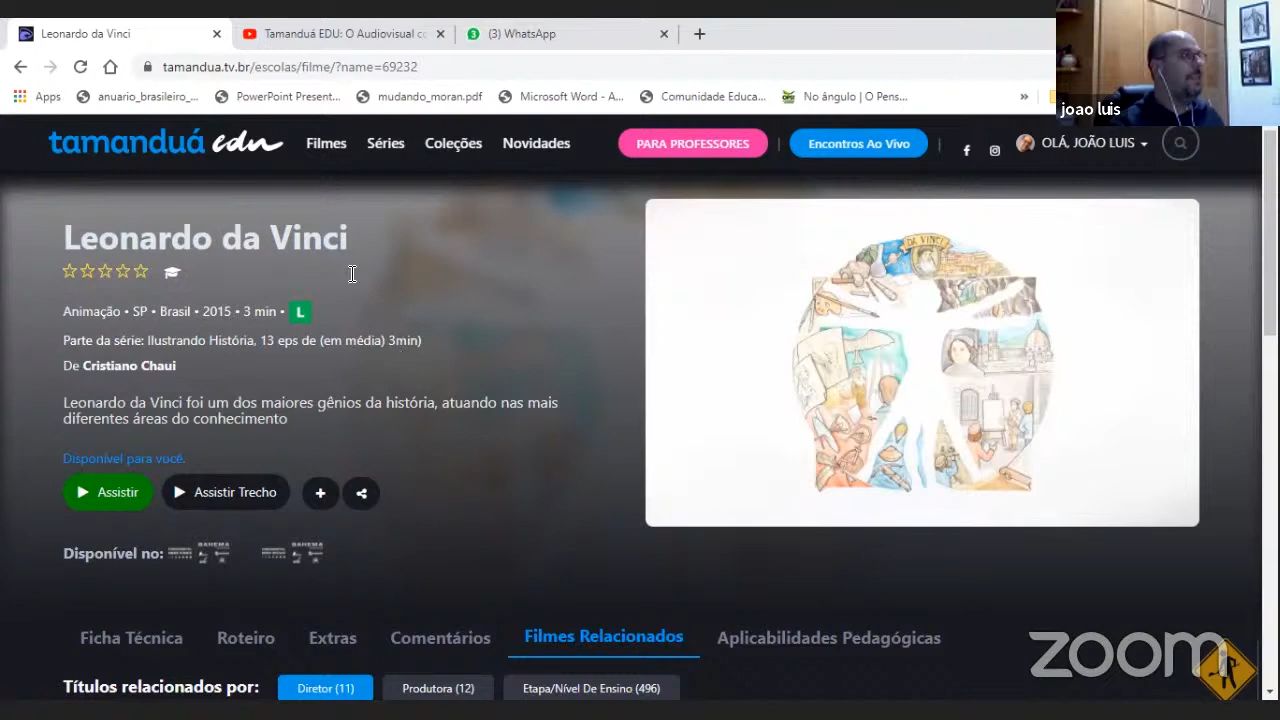 Leonardo da Vinci
Tamanduá EDU: O Audiovisual co
(3) WhatsApp
tamandua.tv.br/escolas/filme/?name=69232
Apps
anuario_brasileiro_...
PowerPoint Present...
mudando_moran.pdf
Microsoft Word - A...
Comunidade Educa...
No ângulo | O Pens...
»
joao luis
tamanduá edu
Filmes
Séries
Coleções
Novidades
PARA PROFESSORES
Encontros Ao Vivo
OLÁ, JOÃO LUIS
Leonardo da Vinci
Animação • SP • Brasil • 2015 • 3 min • L
Parte da série: Ilustrando História, 13 eps de (em média) 3min)
De Cristiano Chaui
Leonardo da Vinci foi um dos maiores gênios da história, atuando nas mais
diferentes áreas do conhecimento
DA VINCI
Disponível para você.
Assistir
Assistir Trecho
Disponível no:
BAHEMA
BAHEMA
Ficha Técnica
Roteiro
Extras
Comentários
Filmes Relacionados
Aplicabilidades Pedagógicas
zoom
Títulos relacionados por:
Diretor (11)
Produtora (12)
Etapa/Nível De Ensino (496)